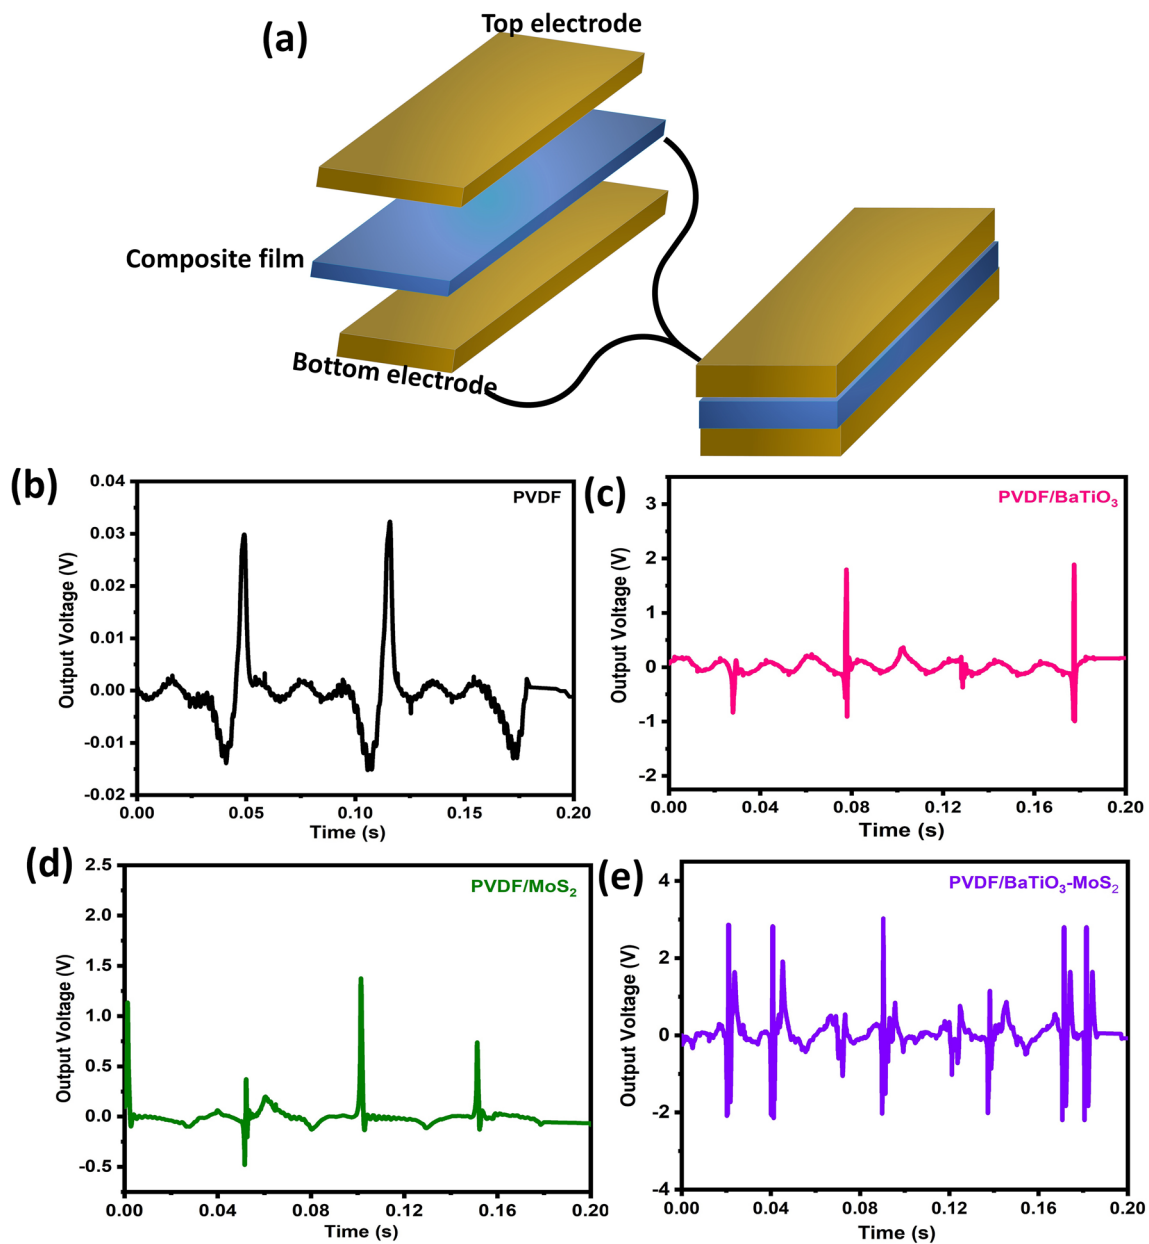 (a)
Top electrode
Composite film
Bottom electrode
(b)
PVDF
Output Voltage (V)
0.04
0.03
0.02
0.01
0.00
-0.01
-0.02
0.00 0.05 0.10 0.15 0.20
Time (s)
(c)
PVDF/BaTiO₃
Output Voltage (V)
3
2
1
0
-1
-2
0.00 0.04 0.08 0.12 0.16 0.20
Time (s)
(d)
PVDF/MoS₂
Output Voltage (V)
2.5
2.0
1.5
1.0
0.5
0.0
-0.5
0.00 0.04 0.08 0.12 0.16 0.20
Time (s)
(e)
PVDF/BaTiO₃-MoS₂
Output Voltage (V)
4
2
0
-2
-4
0.00 0.04 0.08 0.12 0.16 0.20
Time (s)